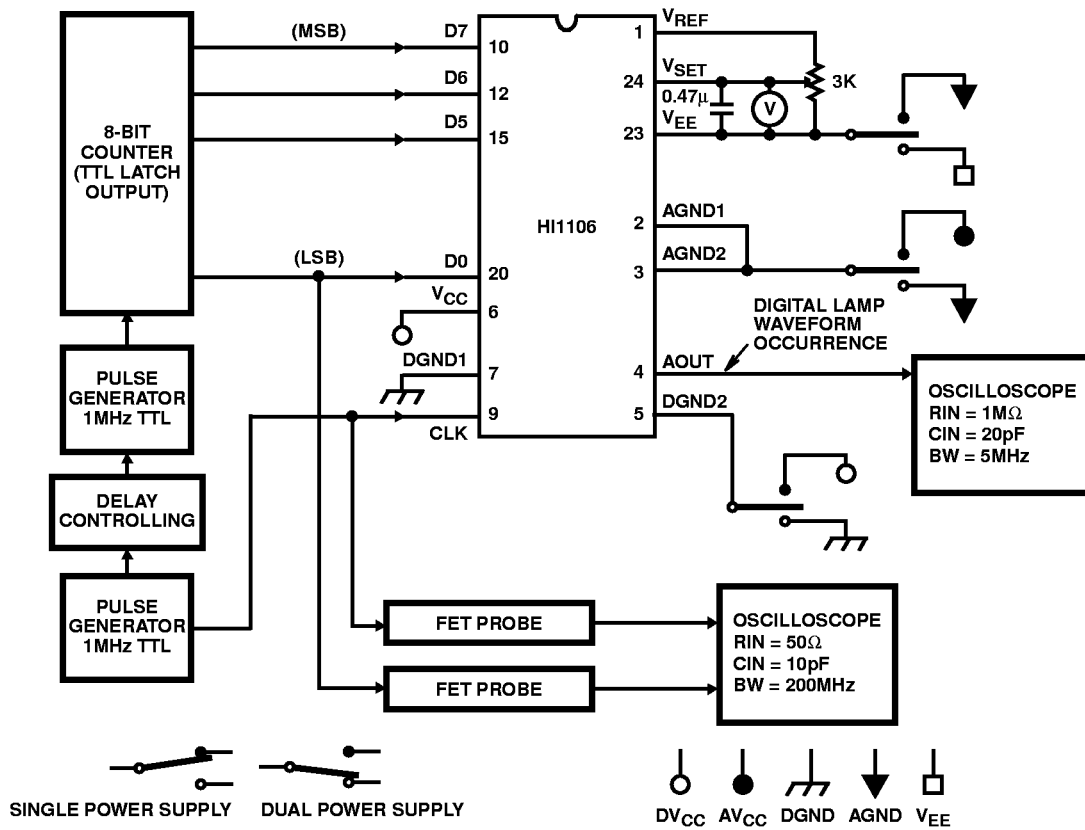 8-BIT
COUNTER
(TTL LATCH
OUTPUT)
(MSB)
D7
10
D6
12
D5
15
(LSB)
D0
20
VCC
6
DGND1
7
9
CLK
HI1106
1
VREF
24
VSET
0.47µ
V
3K
23
VEE
2
AGND1
3
AGND2
DIGITAL LAMP
WAVEFORM
OCCURRENCE
4
AOUT
5
DGND2
OSCILLOSCOPE
RIN = 1MΩ
CIN = 20pF
BW = 5MHz
PULSE
GENERATOR
1MHz TTL
DELAY
CONTROLLING
PULSE
GENERATOR
1MHz TTL
FET PROBE
FET PROBE
OSCILLOSCOPE
RIN = 50Ω
CIN = 10pF
BW = 200MHz
SINGLE POWER SUPPLY
DUAL POWER SUPPLY
DVCC
AVCC
DGND
AGND
VEE